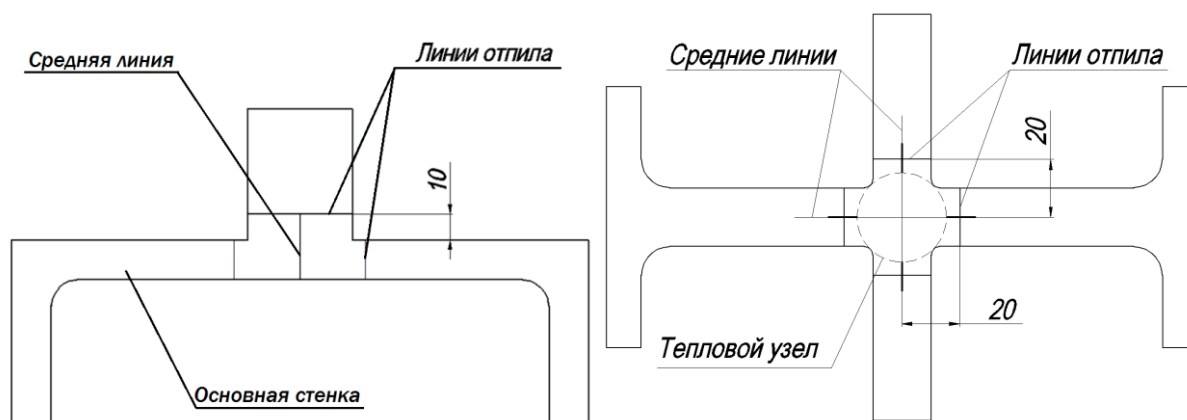 Средняя линия
Линии отпила
10
Основная стенка
Средние линии
Линии отпила
20
20
Тепловой узел